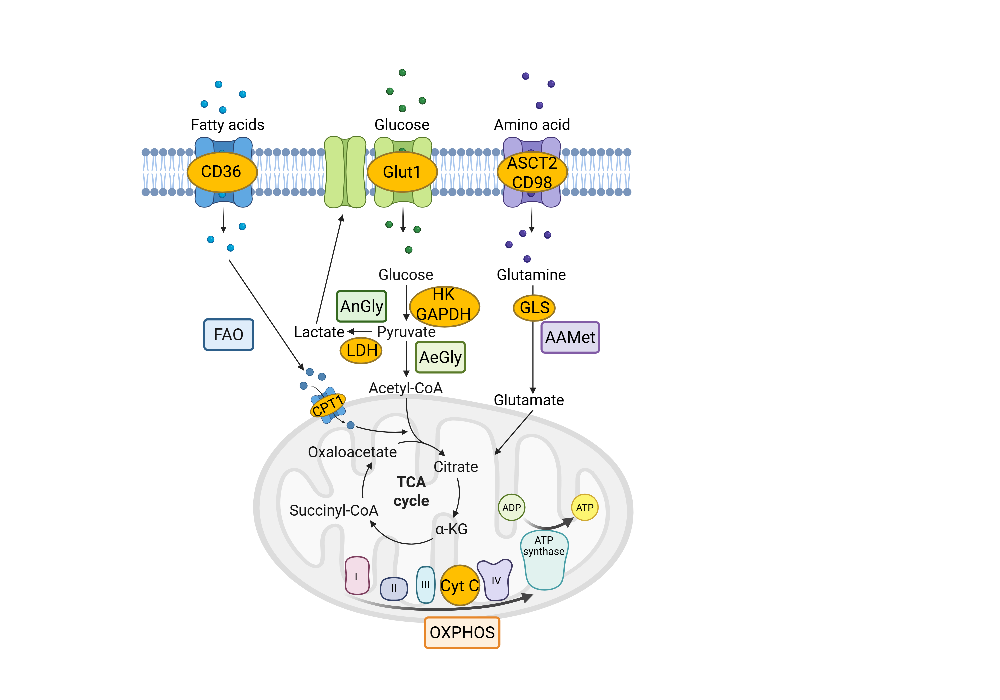 Fatty acids
Glucose
Amino acid
CD36
Glut1
ASCT2
CD98
Glucose
Glutamine
AnGly
HK
GAPDH
GLS
FAO
Lactate
Pyruvate
AAMet
LDH
AeGly
Acetyl-CoA
Glutamate
CPT1
Oxaloacetate
Citrate
TCA
cycle
Succinyl-CoA
α-KG
ADP
ATP
ATP
synthase
I
II
III
Cyt C
IV
OXPHOS